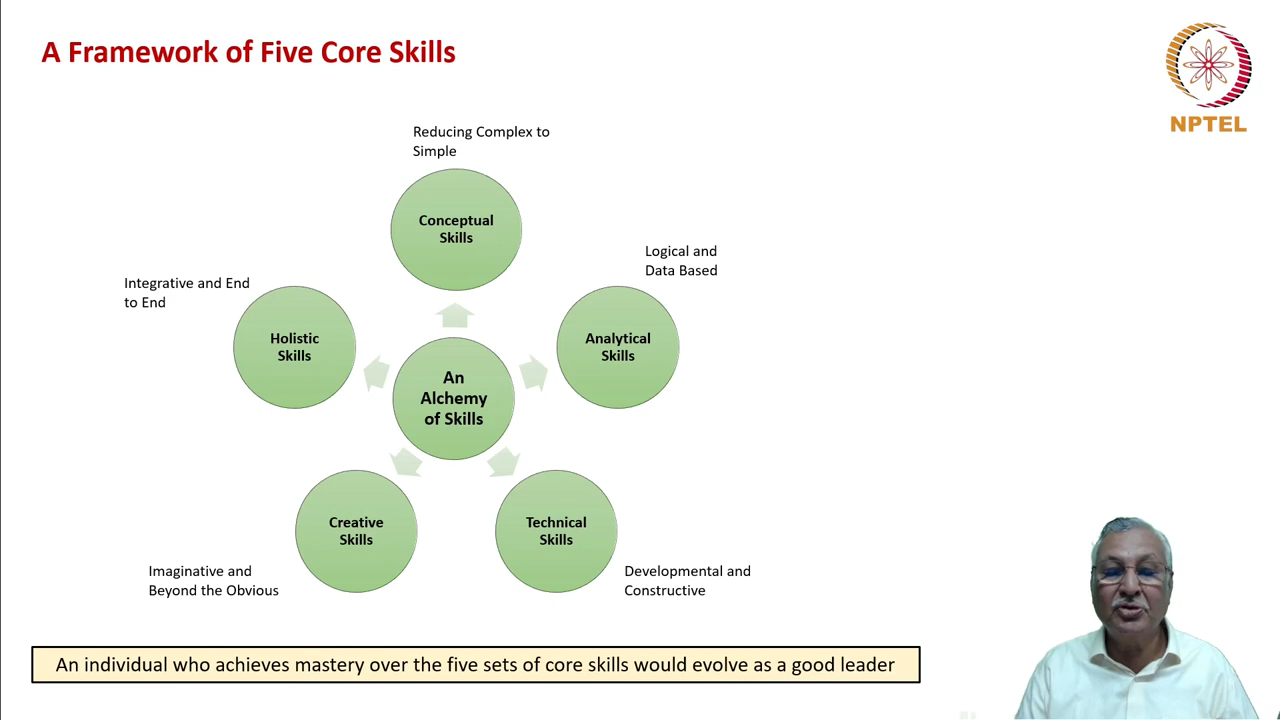 A Framework of Five Core Skills
NPTEL
Reducing Complex to
Simple
Conceptual
Skills
Logical and
Data Based
Analytical
Skills
Integrative and End
to End
Holistic
Skills
An
Alchemy
of Skills
Creative
Skills
Imaginative and
Beyond the Obvious
Technical
Skills
Developmental and
Constructive
An individual who achieves mastery over the five sets of core skills would evolve as a good leader